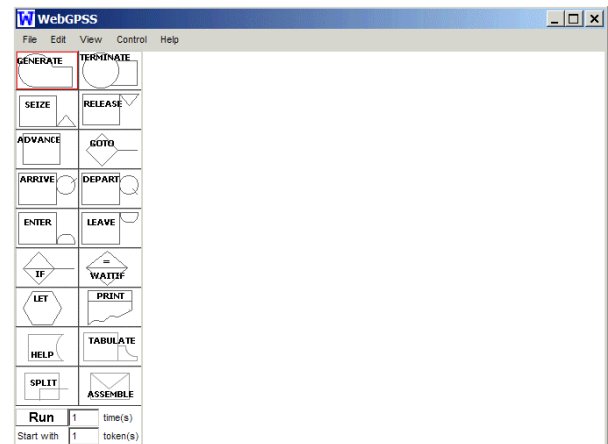 WebGPSS
File Edit View Control Help
GENERATE TERMINATE
SEIZE RELEASE
ADVANCE GOTO
ARRIVE DEPART
ENTER LEAVE
IF = WAITIF
LET PRINT
HELP TABULATE
SPLIT ASSEMBLE
Run 1 time(s)
Start with 1 token(s)